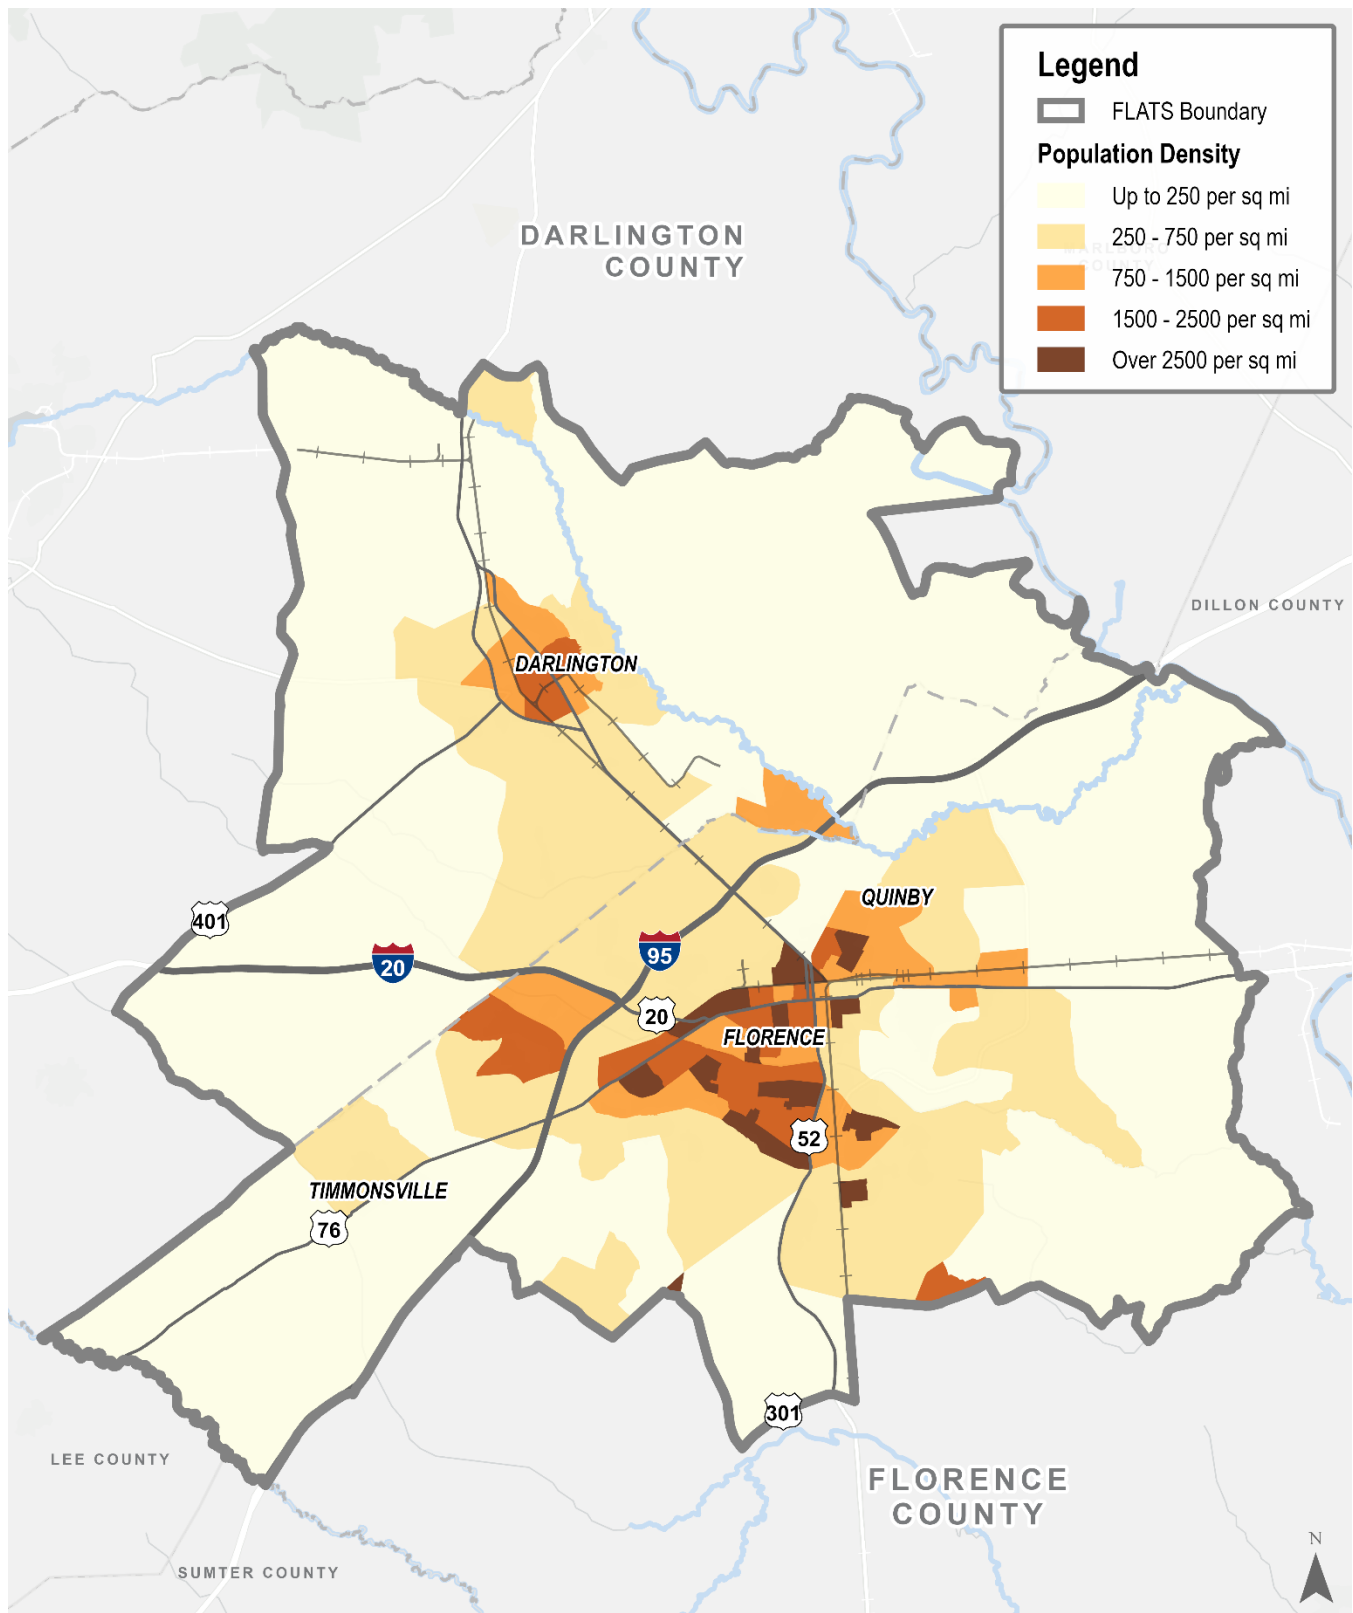 Legend
FLATS Boundary
Population Density
Up to 250 per sq mi
250 - 750 per sq mi
MARLBORO
COUNTY
750 - 1500 per sq mi
1500 - 2500 per sq mi
Over 2500 per sq mi
DARLINGTON
COUNTY
DILLON COUNTY
DARLINGTON
QUINBY
401
20
95
20
FLORENCE
52
TIMMONSVILLE
76
301
LEE COUNTY
FLORENCE
COUNTY
SUMTER COUNTY
N